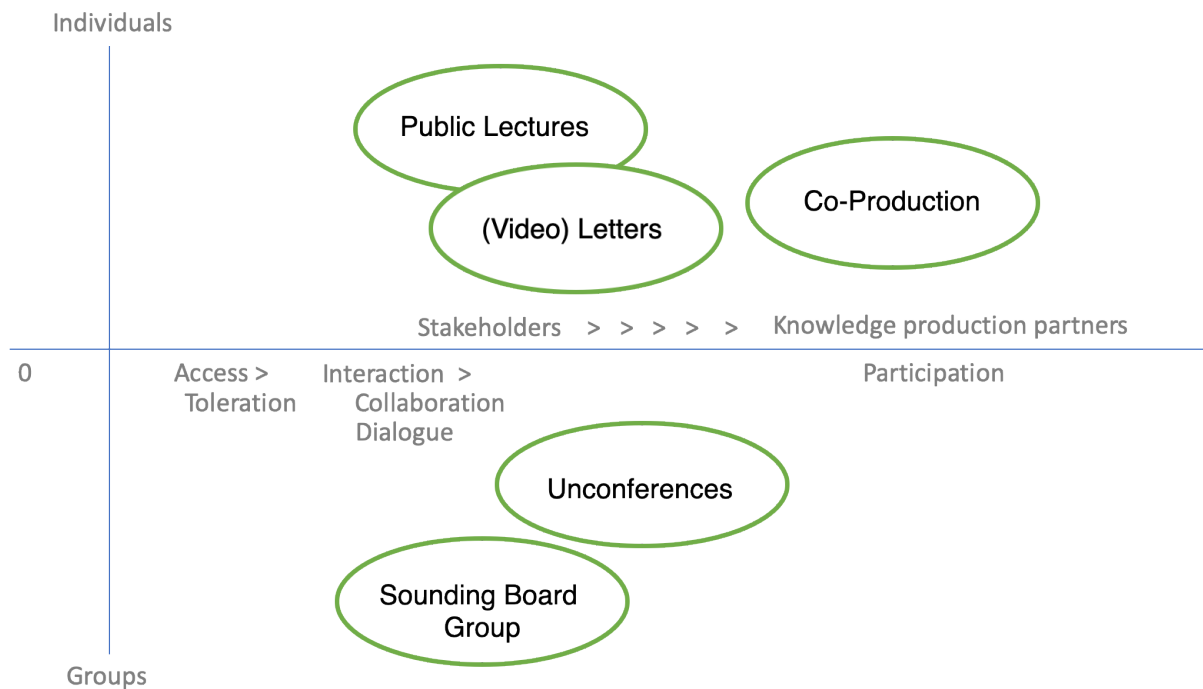 Individuals
Public Lectures
Co-Production
(Video) Letters
Stakeholders > > > > > Knowledge production partners
0
Access > Interaction > Participation
Toleration Collaboration
Dialogue
Unconferences
Sounding Board
Group
Groups